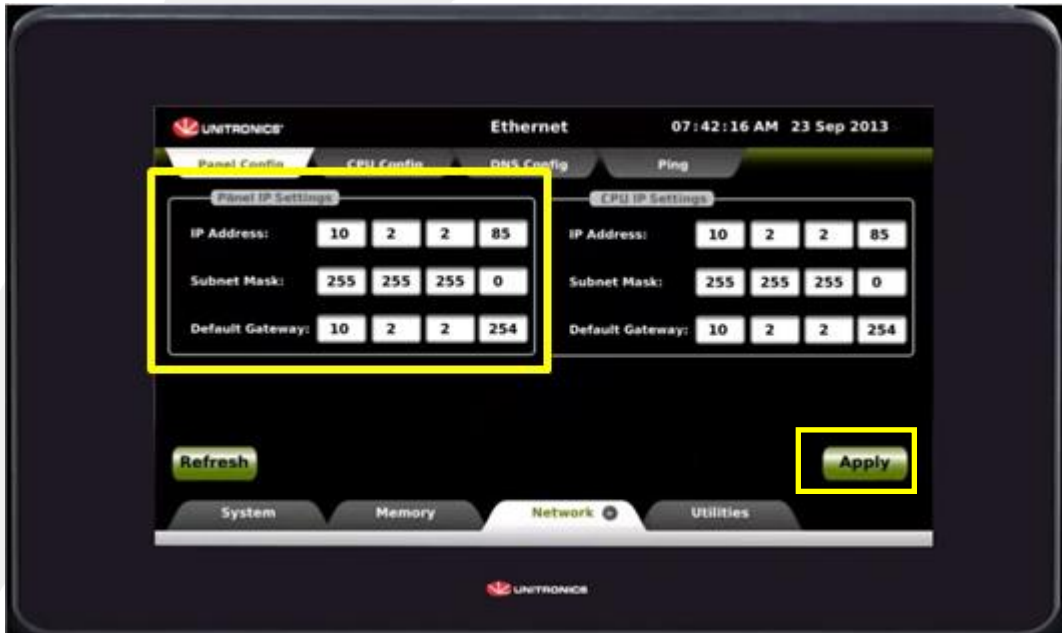 UNITRONICS®
Ethernet
07:42:16 AM 23 Sep 2013
Panel Config CPU Config DNS Config Ping
Panel IP Settings
IP Address: 10 2 2 85
Subnet Mask: 255 255 255 0
Default Gateway: 10 2 2 254
CPU IP Settings
IP Address: 10 2 2 85
Subnet Mask: 255 255 255 0
Default Gateway: 10 2 2 254
Refresh
Apply
System Memory Network Utilities
UNITRONICS